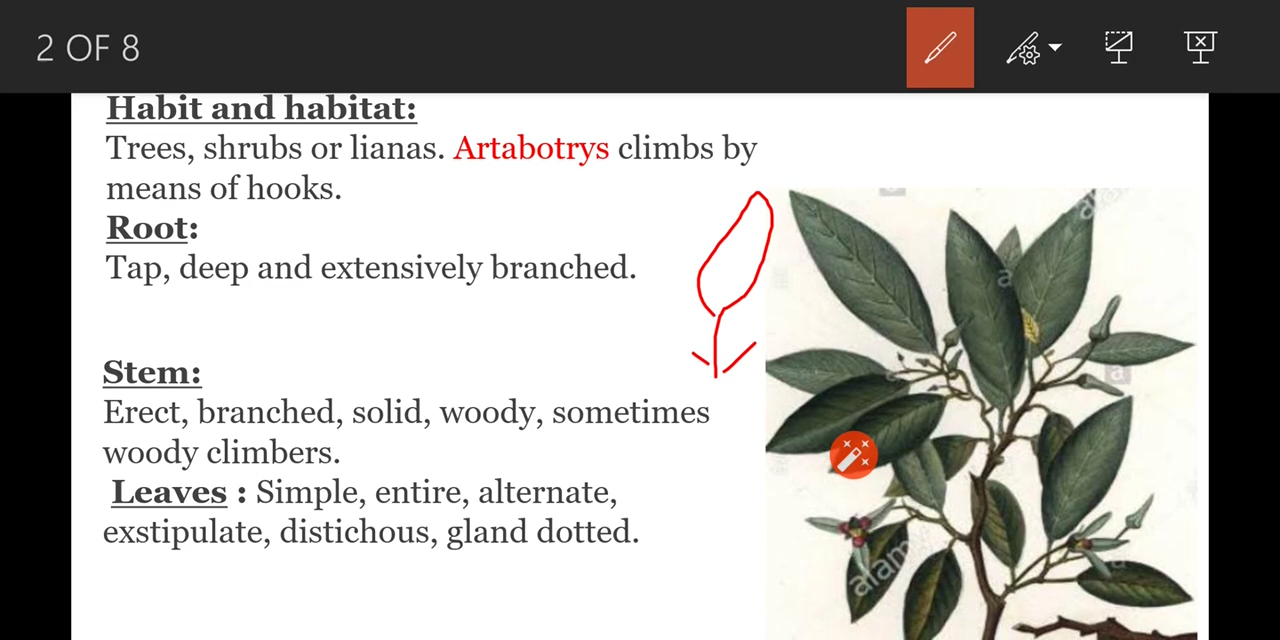 2 OF 8
Habit and habitat:
Trees, shrubs or lianas. Artabotrys climbs by
means of hooks.
Root:
Tap, deep and extensively branched.
Stem:
Erect, branched, solid, woody, sometimes
woody climbers.
Leaves : Simple, entire, alternate,
exstipulate, distichous, gland dotted.
a
a
a
alamy